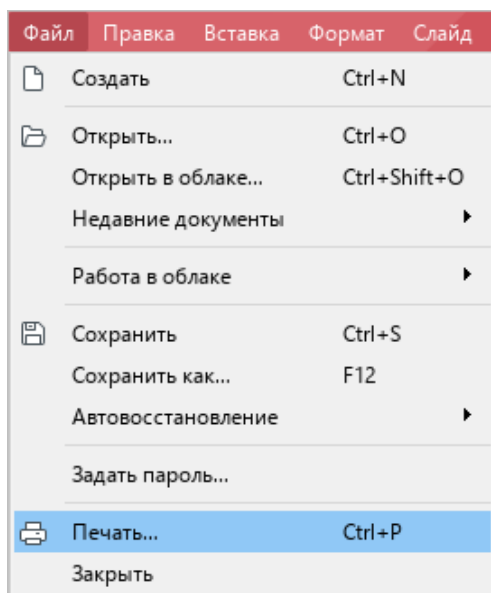 Файл Правка Вставка Формат Слайд
Создать Ctrl+N
Открыть... Ctrl+O
Открыть в облаке... Ctrl+Shift+O
Недавние документы
Работа в облаке
Сохранить Ctrl+S
Сохранить как... F12
Автовосстановление
Задать пароль...
Печать... Ctrl+P
Закрыть